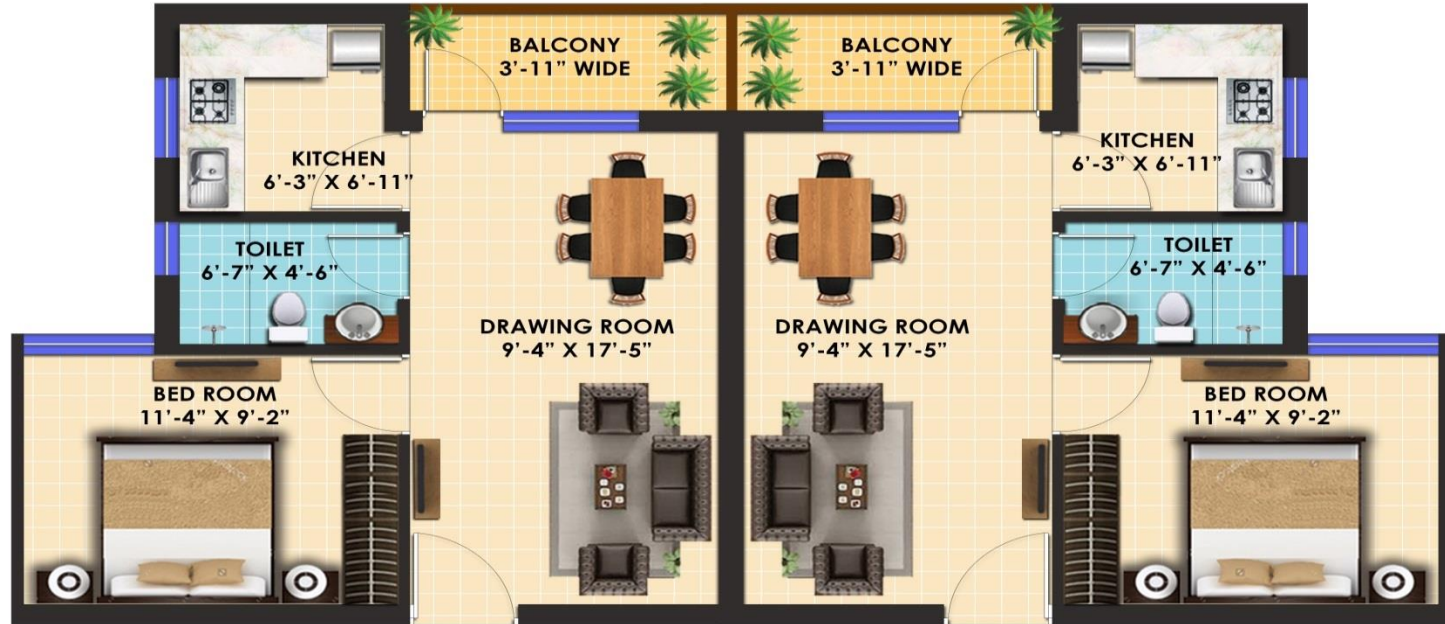 BALCONY
3'-11" WIDE
BALCONY
3'-11" WIDE
KITCHEN
6'-3" X 6'-11"
KITCHEN
6'-3" X 6'-11"
TOILET
6'-7" X 4'-6"
TOILET
6'-7" X 4'-6"
DRAWING ROOM
9'-4" X 17'-5"
DRAWING ROOM
9'-4" X 17'-5"
BED ROOM
11'-4" X 9'-2"
BED ROOM
11'-4" X 9'-2"